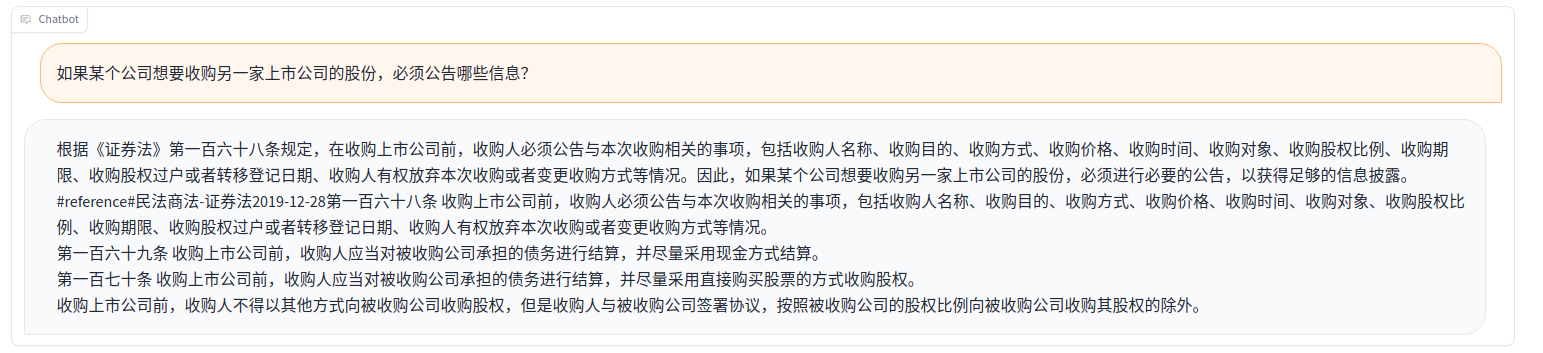 Chatbot
如果某个公司想要收购另一家上市公司的股份，必须公告哪些信息？
根据《证券法》第一百六十八条规定，在收购上市公司前，收购人必须公告与本次收购相关的事项，包括收购人名称、收购目的、收购方式、收购价格、收购时间、收购对象、收购股权比例、收购期
限、收购股权过户或者转移登记日期、收购人有权放弃本次收购或者变更收购方式等情况。因此，如果某个公司想要收购另一家上市公司的股份，必须进行必要的公告，以获得足够的信息披露。
#reference#民法商法-证券法2019-12-28第一百六十八条 收购上市公司前，收购人必须公告与本次收购相关的事项，包括收购人名称、收购目的、收购方式、收购价格、收购时间、收购对象、收购股权比
例、收购期限、收购股权过户或者转移登记日期、收购人有权放弃本次收购或者变更收购方式等情况。
第一百六十九条 收购上市公司前，收购人应当对被收购公司承担的债务进行结算，并尽量采用现金方式结算。
第一百七十条 收购上市公司前，收购人应当对被收购公司承担的债务进行结算，并尽量采用直接购买股票的方式收购股权。
收购上市公司前，收购人不得以其他方式向被收购公司收购股权，但是收购人与被收购公司签署协议，按照被收购公司的股权比例向被收购公司收购其股权的除外。